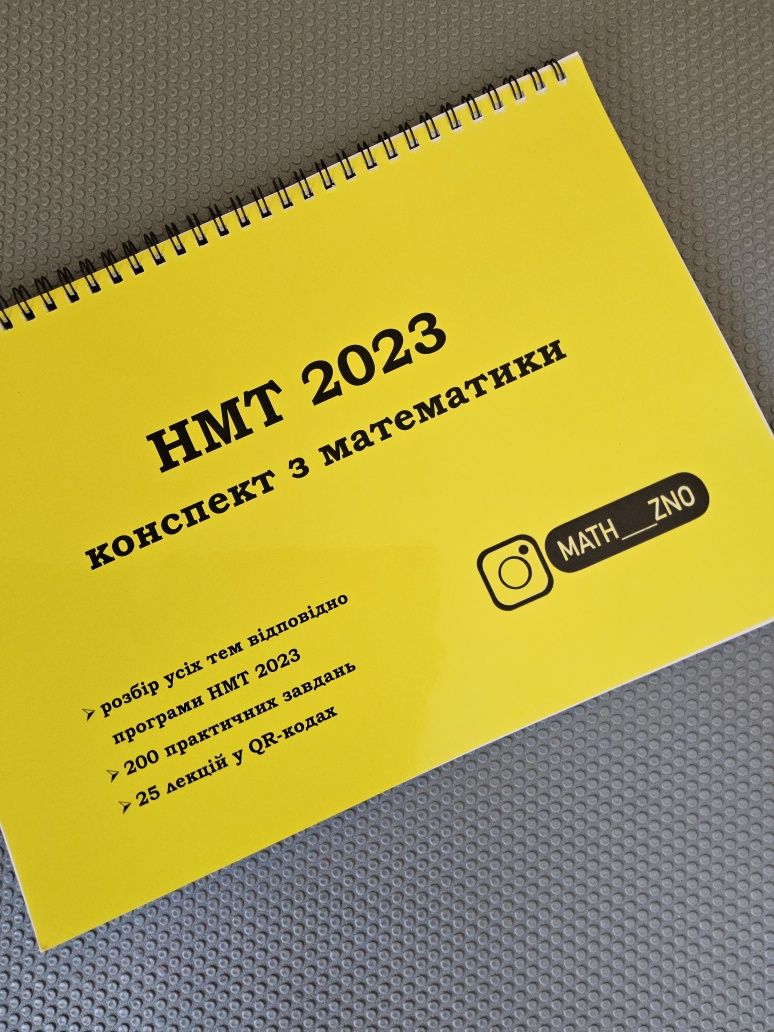 НМТ 2023
конспект з математики
MATH__ZNO
➢ розбір усіх тем відповідно
програми НМТ 2023
➢ 200 практичних завдань
➢ 25 лекцій у QR-кодах